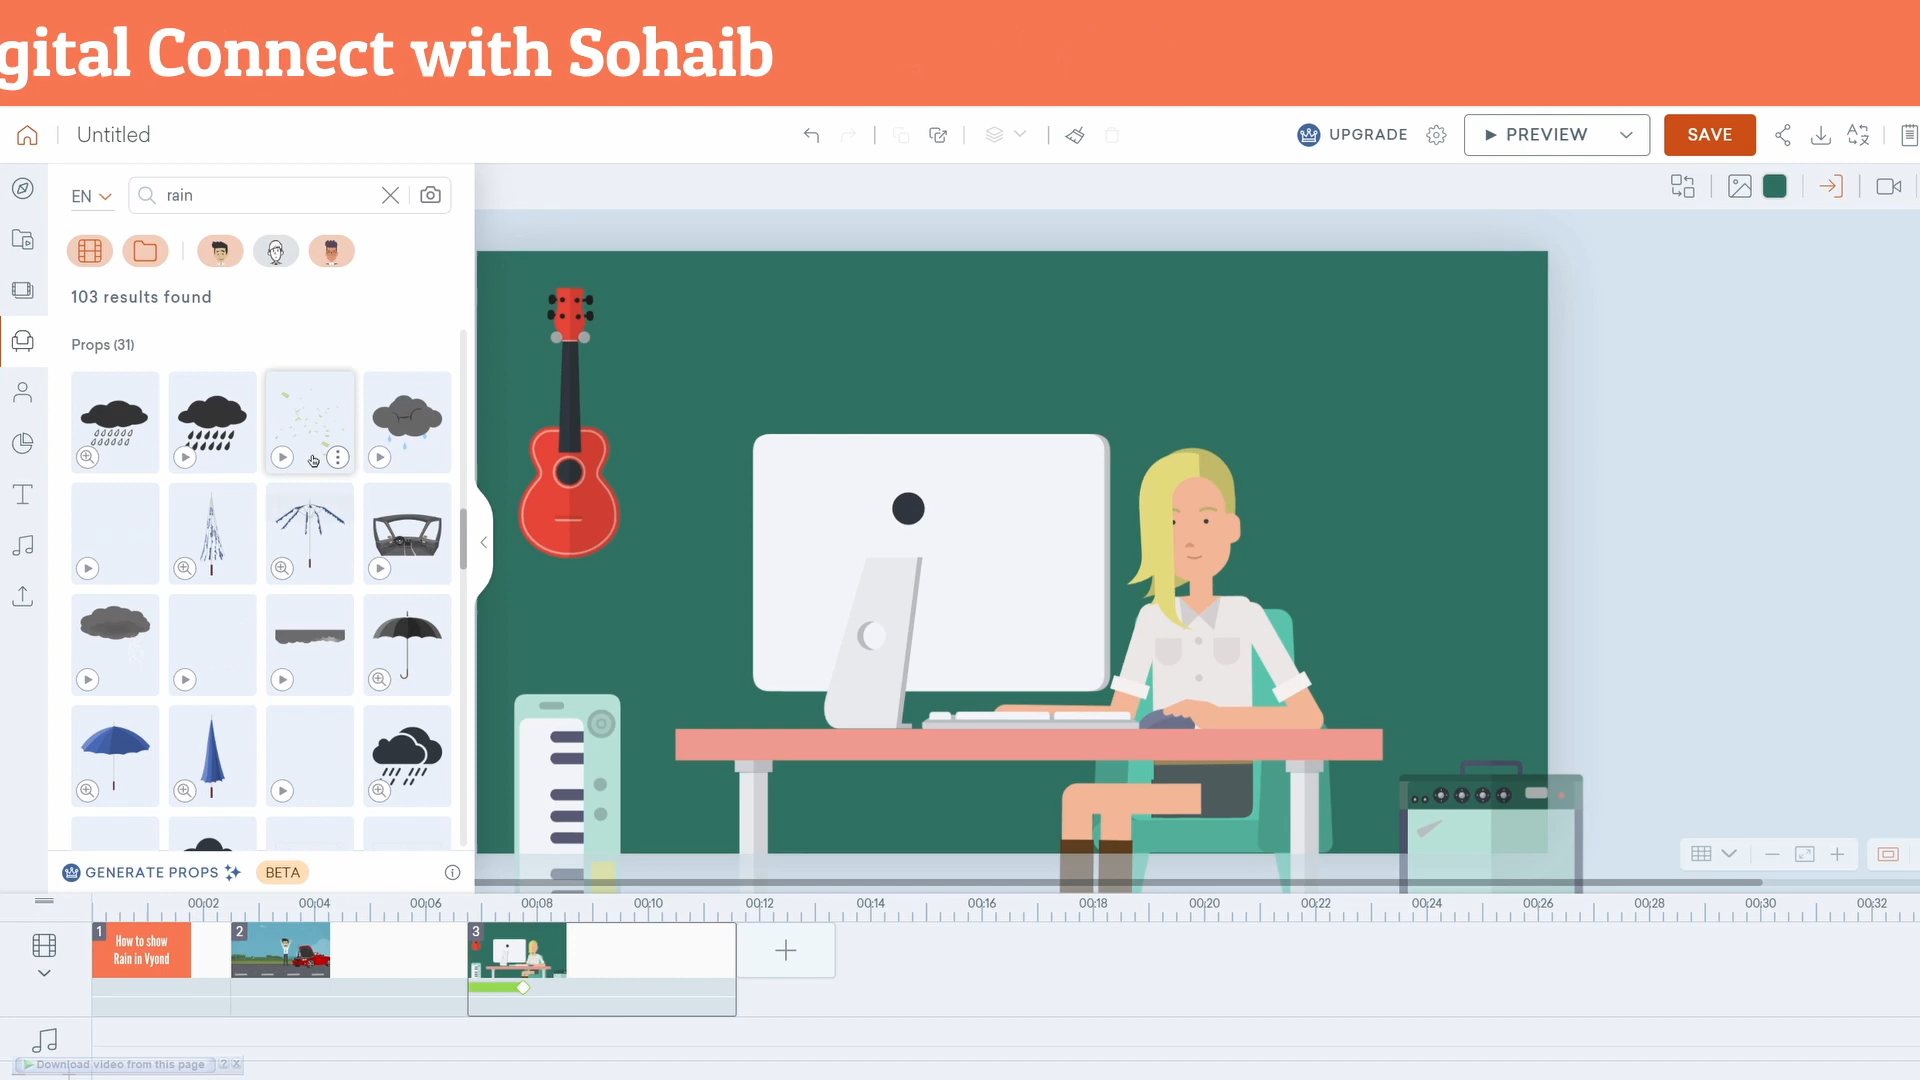 gital Connect with Sohaib
Untitled
UPGRADE
PREVIEW
SAVE
EN
rain
103 results found
Props (31)
GENERATE PROPS
BETA
00:02
00:04
00:06
00:08
00:10
00:12
00:14
00:16
00:18
00:20
00:22
00:24
00:26
00:28
00:30
00:32
1
How to show
Rain in Vyond
2
3
Download video from this page
? X